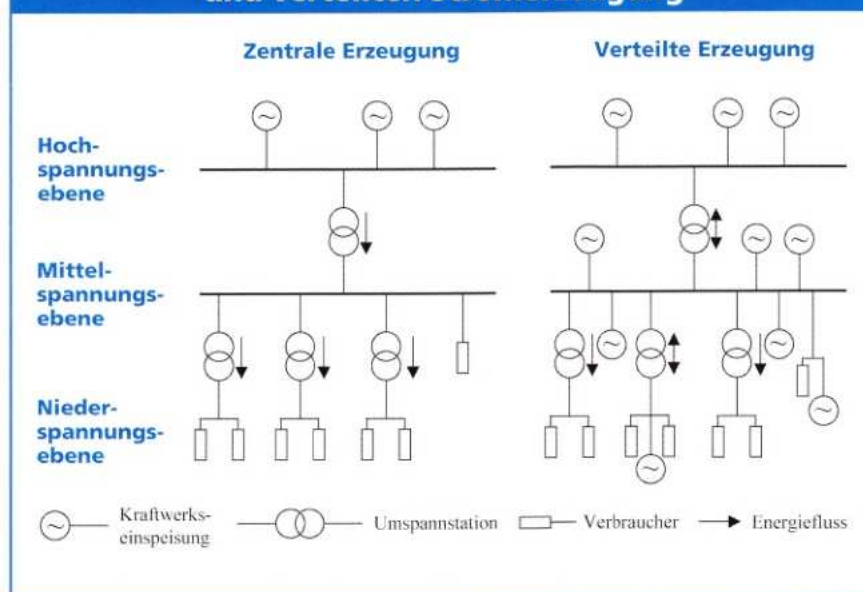 Zentrale Erzeugung
Verteilte Erzeugung
Hoch-
spannungs-
ebene
Mittel-
spannungs-
ebene
Nieder-
spannungs-
ebene
Kraftwerks-
einspeisung
Umspannstation
Verbraucher
Energiefluss